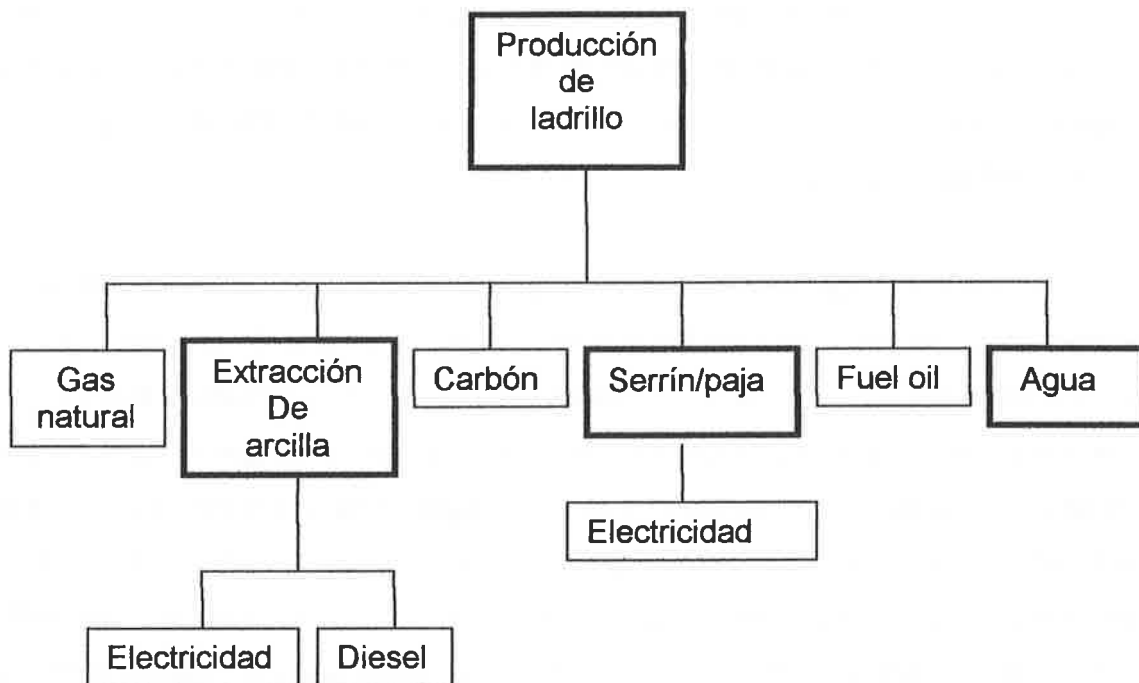 Producción
de
ladrillo
Gas
natural
Extracción
De
arcilla
Carbón
Serrín/paja
Fuel oil
Agua
Electricidad
Electricidad
Diesel